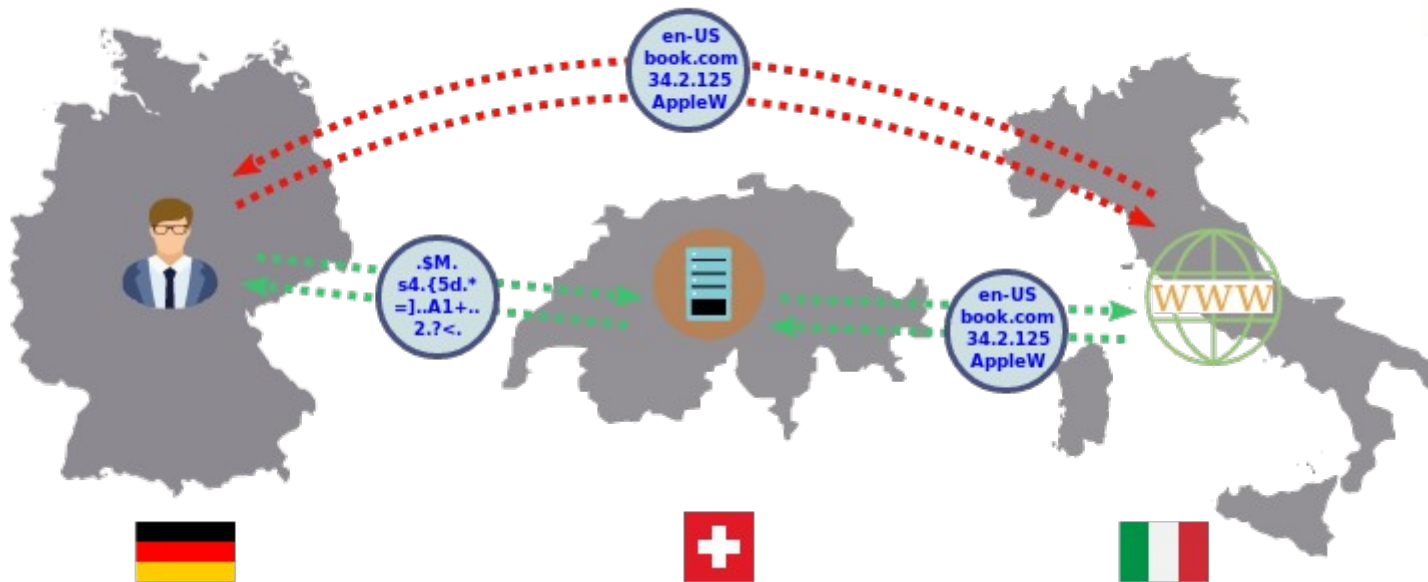 en-US
book.com
34.2.125
AppleW
.$M.
s4.{5d.*
=]..A1+..
2.?<.
en-US
book.com
34.2.125
AppleW
WWW